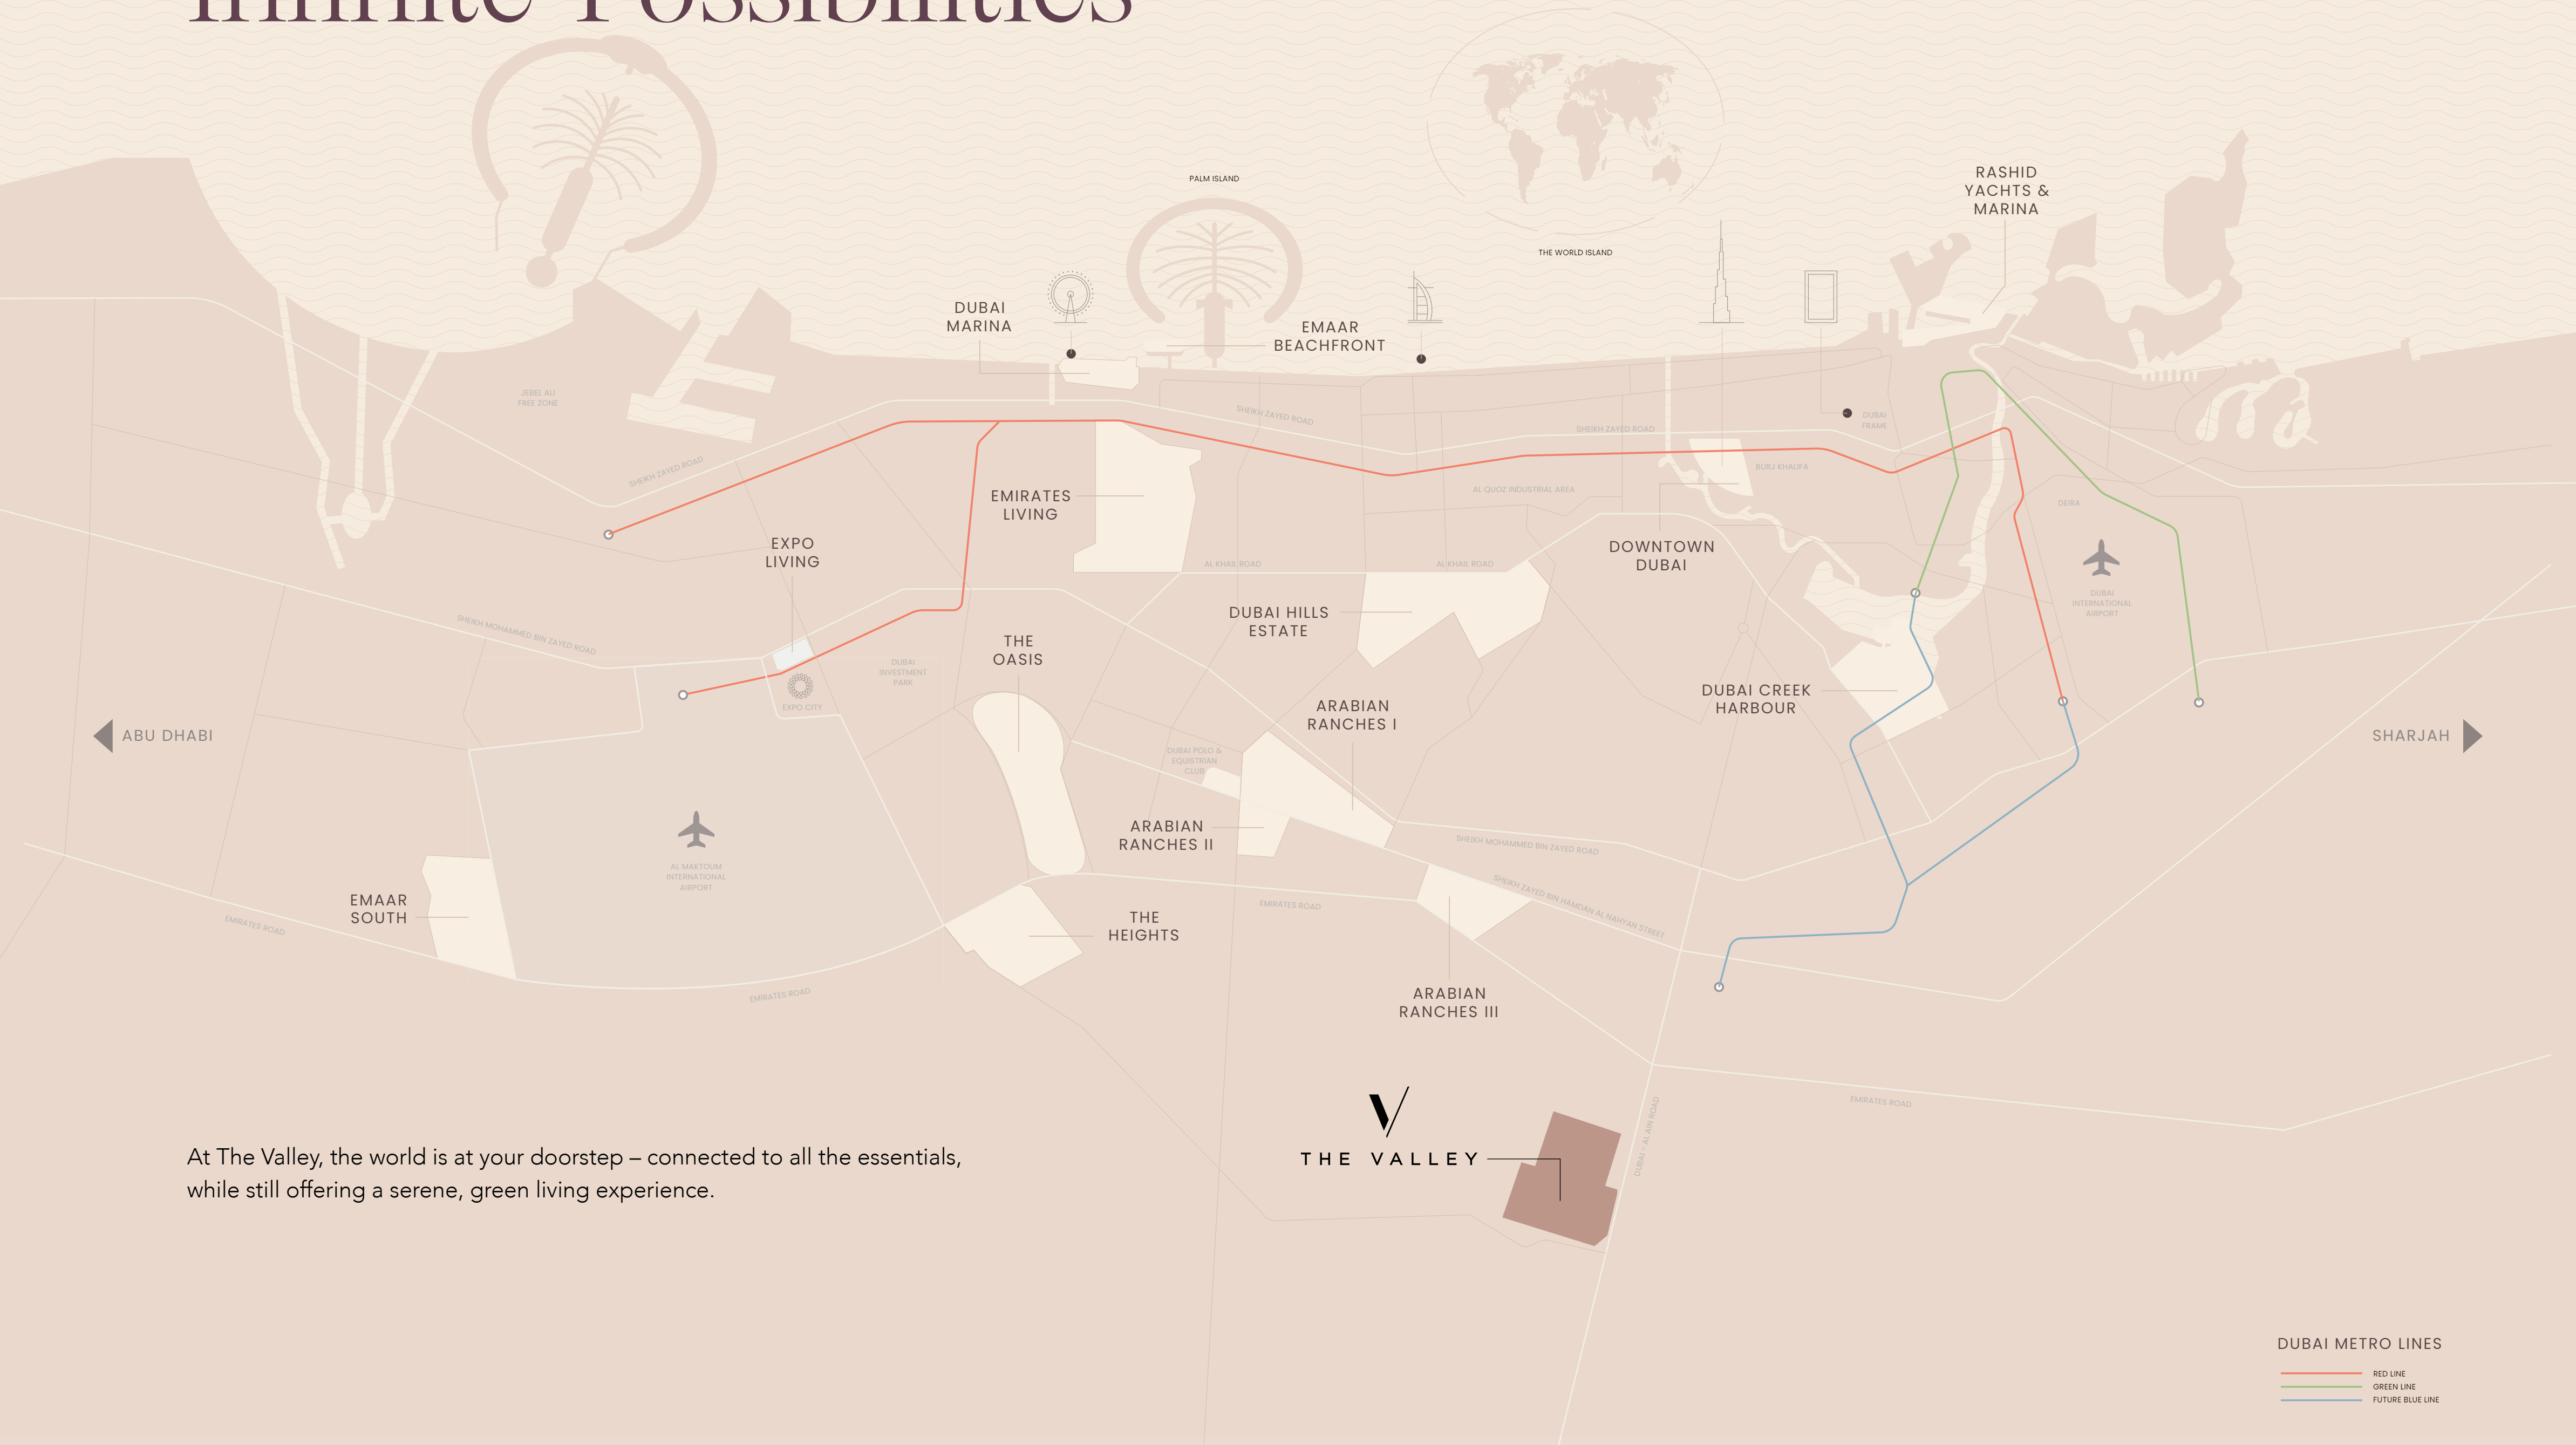 Infinite Possibilities
PALM ISLAND
THE WORLD ISLAND
RASHID
YACHTS &
MARINA
DUBAI
MARINA
EMAAR
BEACHFRONT
JEBEL ALI
FREE ZONE
SHEIKH ZAYED ROAD
SHEIKH ZAYED ROAD
SHEIKH ZAYED ROAD
DUBAI
FRAME
BURJ KHALIFA
AL QUOZ INDUSTRIAL AREA
DEIRA
EMIRATES
LIVING
EXPO
LIVING
DOWNTOWN
DUBAI
AL KHAIL ROAD
AL KHAIL ROAD
DUBAI
INTERNATIONAL
AIRPORT
DUBAI HILLS
ESTATE
SHEIKH MOHAMMED BIN ZAYED ROAD
THE
OASIS
DUBAI
INVESTMENT
PARK
EXPO CITY
DUBAI CREEK
HARBOUR
ARABIAN
RANCHES I
ABU DHABI
SHARJAH
DUBAI POLO &
EQUESTRIAN
CLUB
ARABIAN
RANCHES II
SHEIKH MOHAMMED BIN ZAYED ROAD
AL MAKTOUM
INTERNATIONAL
AIRPORT
EMAAR
SOUTH
EMIRATES ROAD
EMIRATES ROAD
SHEIKH ZAYED BIN HAMDAN AL NAHYAN STREET
THE
HEIGHTS
EMIRATES ROAD
ARABIAN
RANCHES III
EMIRATES ROAD
DUBAI - AL AIN ROAD
V
THE VALLEY
At The Valley, the world is at your doorstep – connected to all the essentials,
while still offering a serene, green living experience.
DUBAI METRO LINES
RED LINE
GREEN LINE
FUTURE BLUE LINE